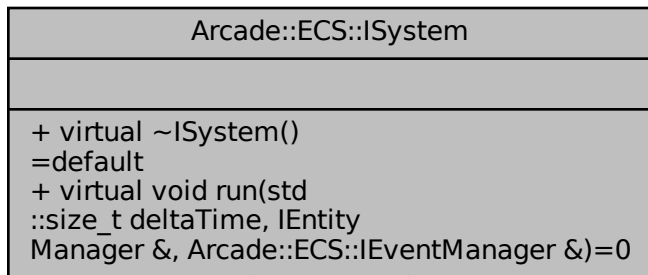 Arcade::ECS::ISystem
+ virtual ~ISystem()
=default
+ virtual void run(std
::size_t deltaTime, IEntity
Manager &, Arcade::ECS::IEventManager &)=0